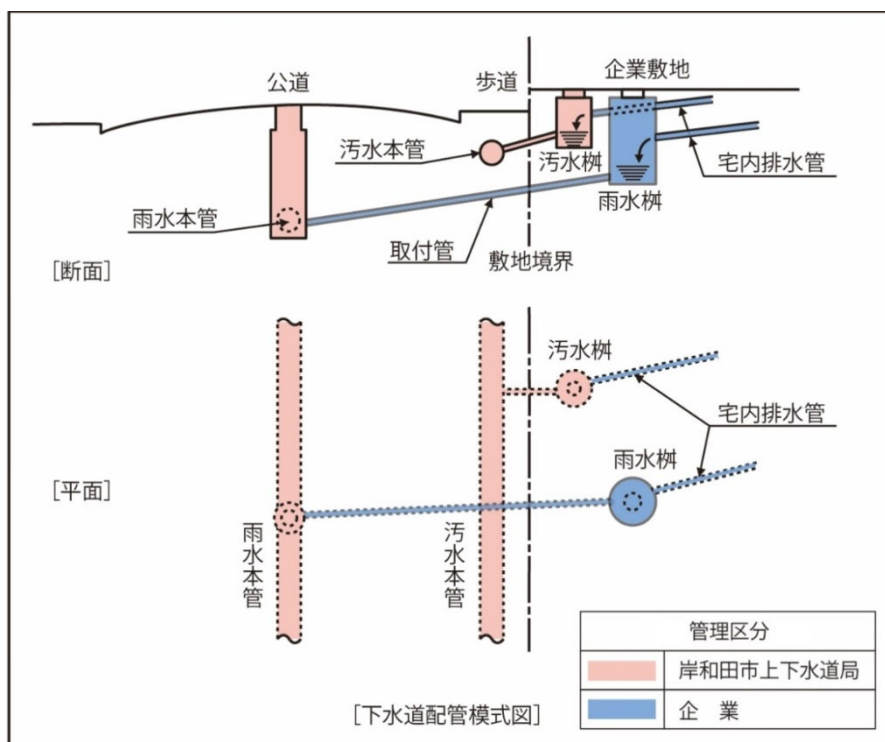 公道
歩道
企業敷地
汚水本管
汚水桝
宅内排水管
雨水桝
雨水本管
取付管
敷地境界
[断面]
汚水桝
宅内排水管
雨水桝
[平面]
雨水本管
汚水本管
管理区分
岸和田市上下水道局
企　業
[下水道配管模式図]